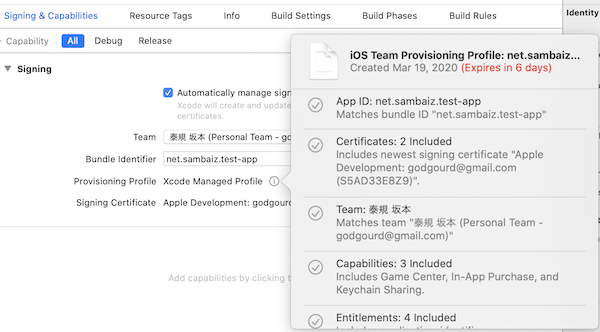 Signing & Capabilities Resource Tags Info Build Settings Build Phases Build Rules
Identity
Capability All Debug Release
iOS Team Provisioning Profile: net.sambaiz...
Created Mar 19, 2020 (Expires in 6 days)
Signing
Automatically manage sign
Xcode will create and update
certificates.
Team 泰規 坂本 (Personal Team - go
Bundle Identifier net.sambaiz.test-app
Provisioning Profile Xcode Managed Profile
Signing Certificate Apple Development: godgourd
Add capabilities by clicking
App ID: net.sambaiz.test-app
Matches bundle ID "net.sambaiz.test-app"
Certificates: 2 Included
Includes newest signing certificate "Apple
Development: godgourd@gmail.com
(S5AD33E8Z9)".
Team: 泰規 坂本
Matches team "泰規 坂本 (Personal Team -
godgourd@gmail.com)"
Capabilities: 3 Included
Includes Game Center, In-App Purchase, and
Keychain Sharing.
Entitlements: 4 Included